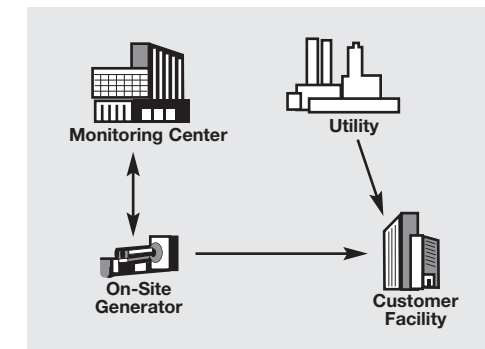 Monitoring Center
Utility
On-Site
Generator
Customer
Facility